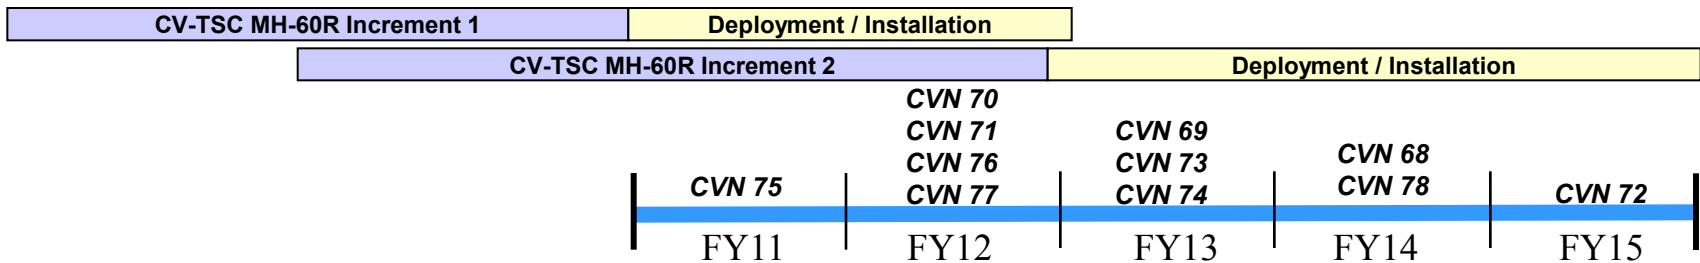 CV-TSC MH-60R Increment 1
Deployment / Installation
CV-TSC MH-60R Increment 2
Deployment / Installation
CVN 75
CVN 70
CVN 71
CVN 76
CVN 77
CVN 69
CVN 73
CVN 74
CVN 68
CVN 78
CVN 72
FY11
FY12
FY13
FY14
FY15